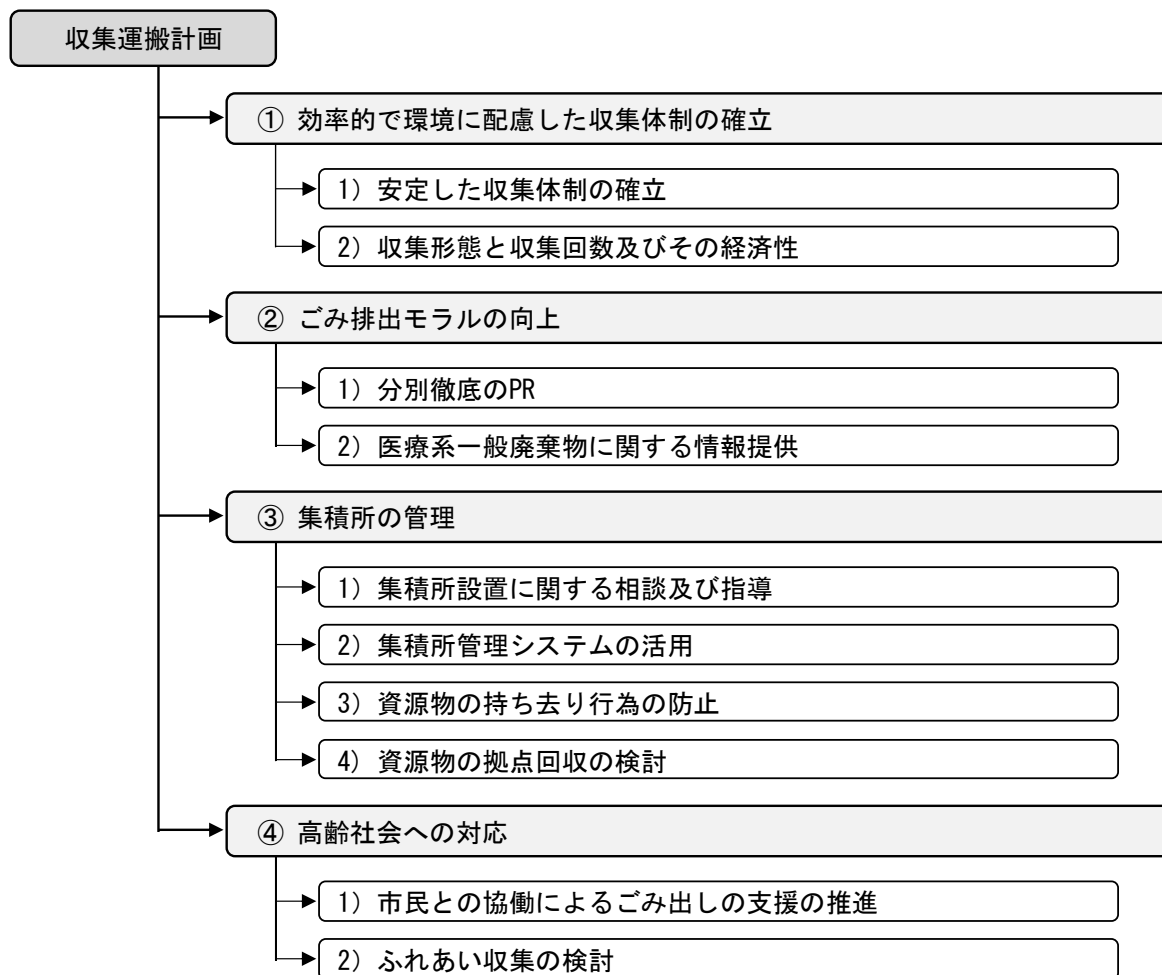 収集運搬計画
① 効率的で環境に配慮した収集体制の確立
1) 安定した収集体制の確立
2) 収集形態と収集回数及びその経済性
② ごみ排出モラルの向上
1) 分別徹底のPR
2) 医療系一般廃棄物に関する情報提供
③ 集積所の管理
1) 集積所設置に関する相談及び指導
2) 集積所管理システムの活用
3) 資源物の持ち去り行為の防止
4) 資源物の拠点回収の検討
④ 高齢社会への対応
1) 市民との協働によるごみ出しの支援の推進
2) ふれあい収集の検討